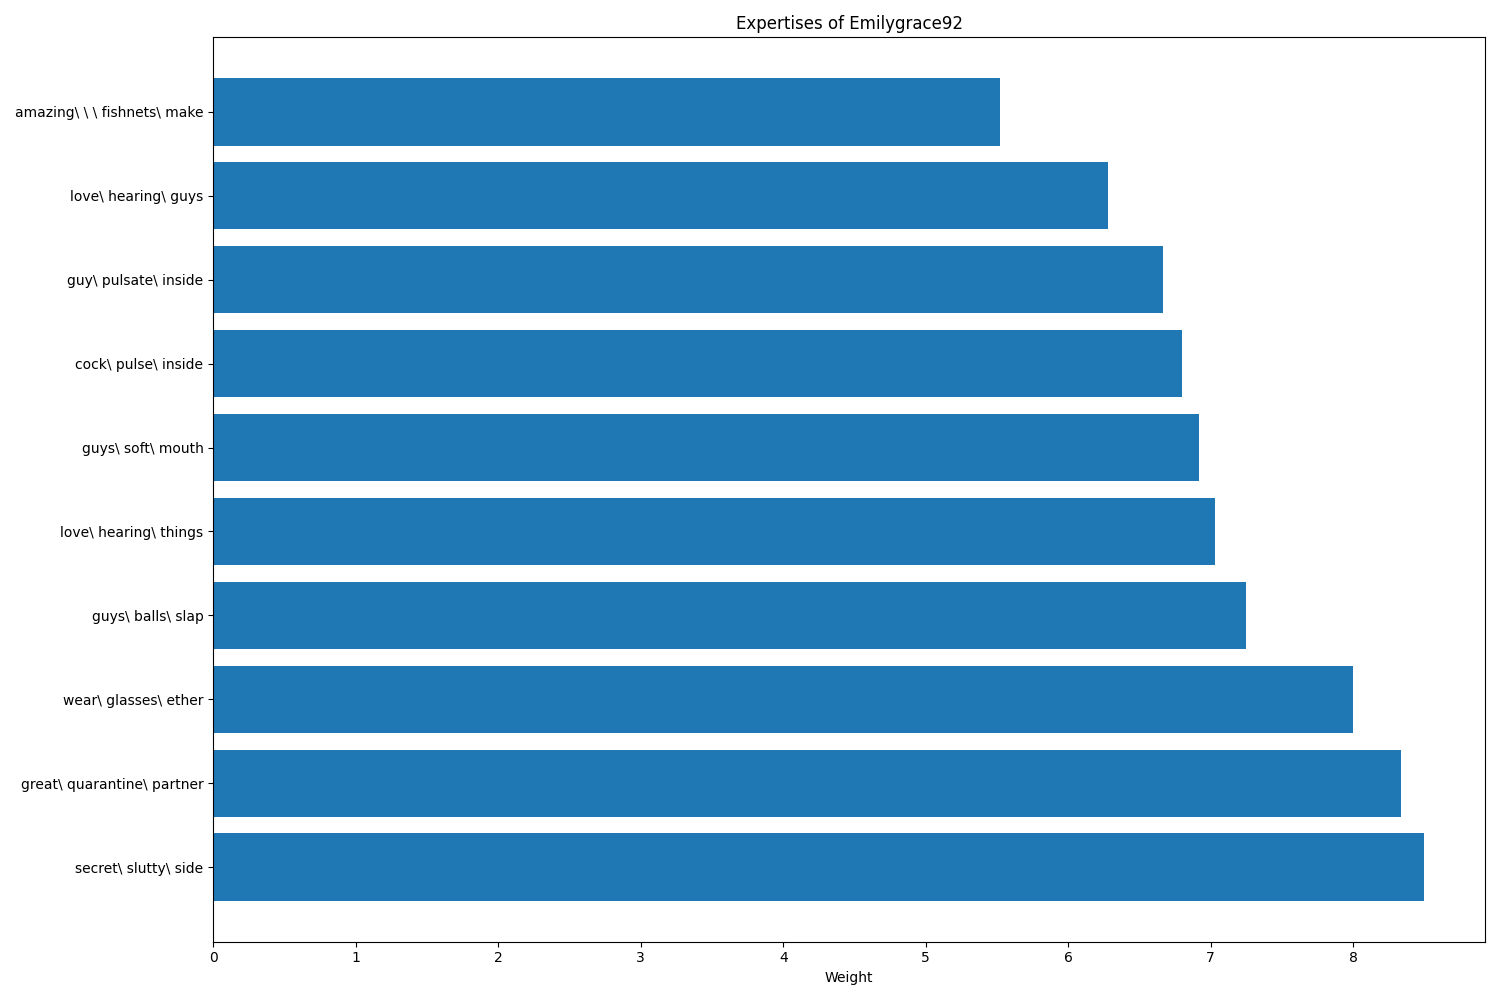 Expertises of Emilygrace92
amazing\ \ \ fishnets\ make
love\ hearing\ guys
guy\ pulsate\ inside
cock\ pulse\ inside
guys\ soft\ mouth
love\ hearing\ things
guys\ balls\ slap
wear\ glasses\ ether
great\ quarantine\ partner
secret\ slutty\ side
0 1 2 3 4 5 6 7 8
Weight